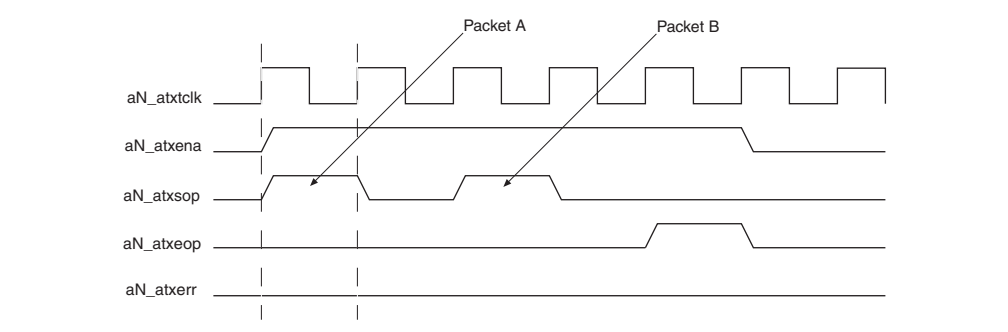 Packet A
Packet B
aN_atxtclk
aN_atxena
aN_atxsop
aN_atxeop
aN_atxerr